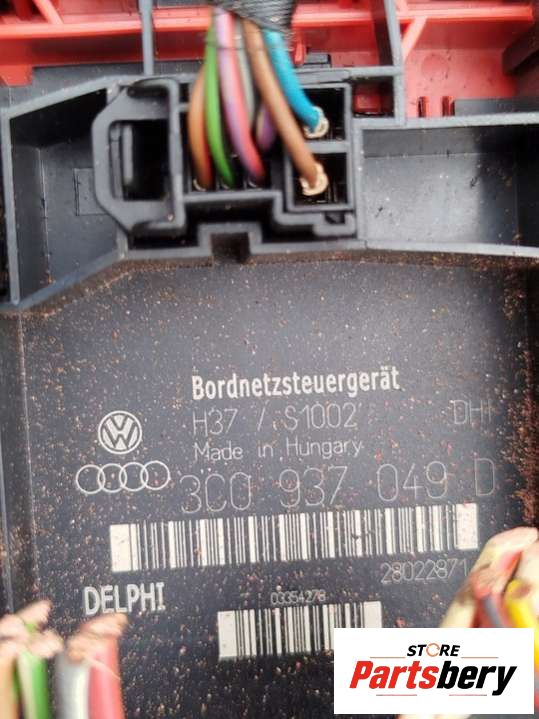 Bordnetzsteuergerät
H37 / S1002 DHI
Made in Hungary
3C0 937 049 D
28022871
DELPHI
03354278
STORE
Partsbery